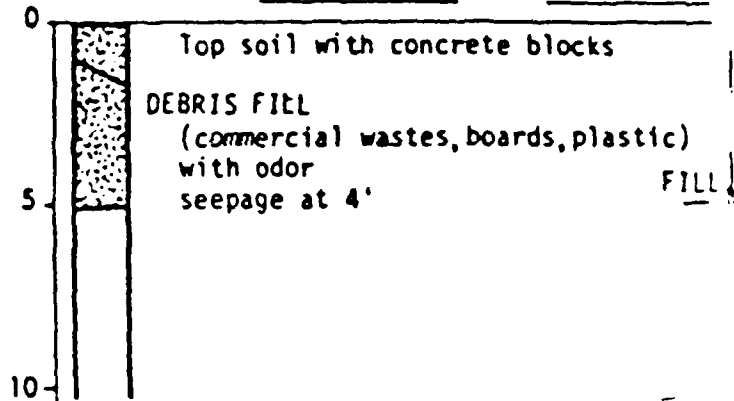 0
Top soil with concrete blocks
DEBRIS FILL
(commercial wastes, boards, plastic)
with odor
seepage at 4'
FILL
5
10